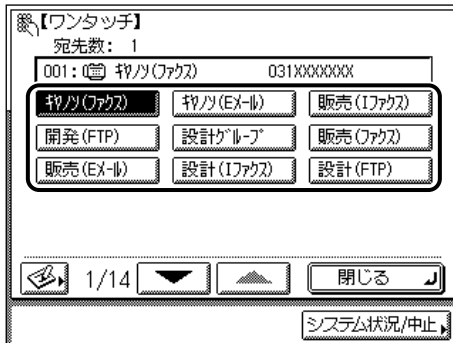 【ワンタッチ】
宛先数： 1
001： ｷﾔﾉﾝ(ﾌｧｸｽ) 031XXXXXXX
ｷﾔﾉﾝ(ﾌｧｸｽ) ｷﾔﾉﾝ(Eﾒｰﾙ) 販売(Iﾌｧｸｽ)
開発(FTP) 設計ｸﾞﾙｰﾌﾟ 販売(ﾌｧｸｽ)
販売(Eﾒｰﾙ) 設計(Iﾌｧｸｽ) 設計(FTP)
1/14 閉じる
システム状況/中止